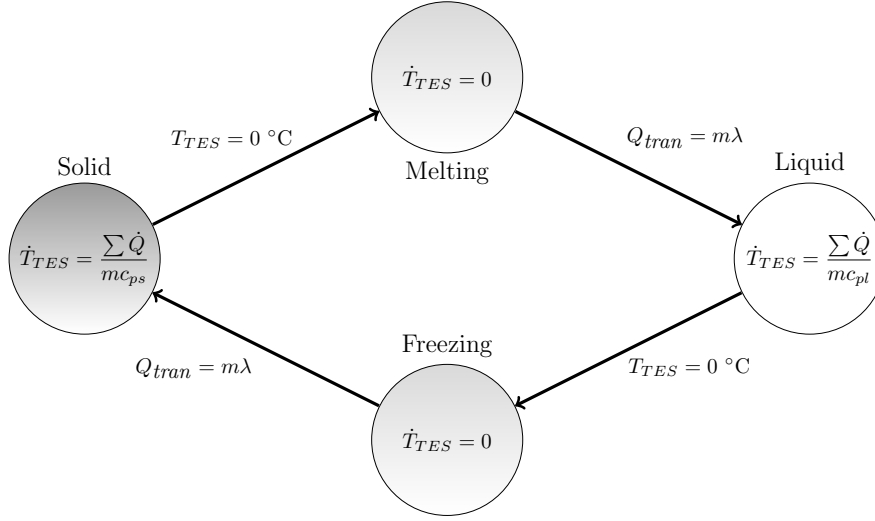 Ṫ_TES = 0
T_TES = 0 °C
Q_tran = mλ
Melting
Solid
Liquid
Ṫ_TES = ∑ Q̇ / mc_ps
Ṫ_TES = ∑ Q̇ / mc_pl
Freezing
Q_tran = mλ
T_TES = 0 °C
Ṫ_TES = 0